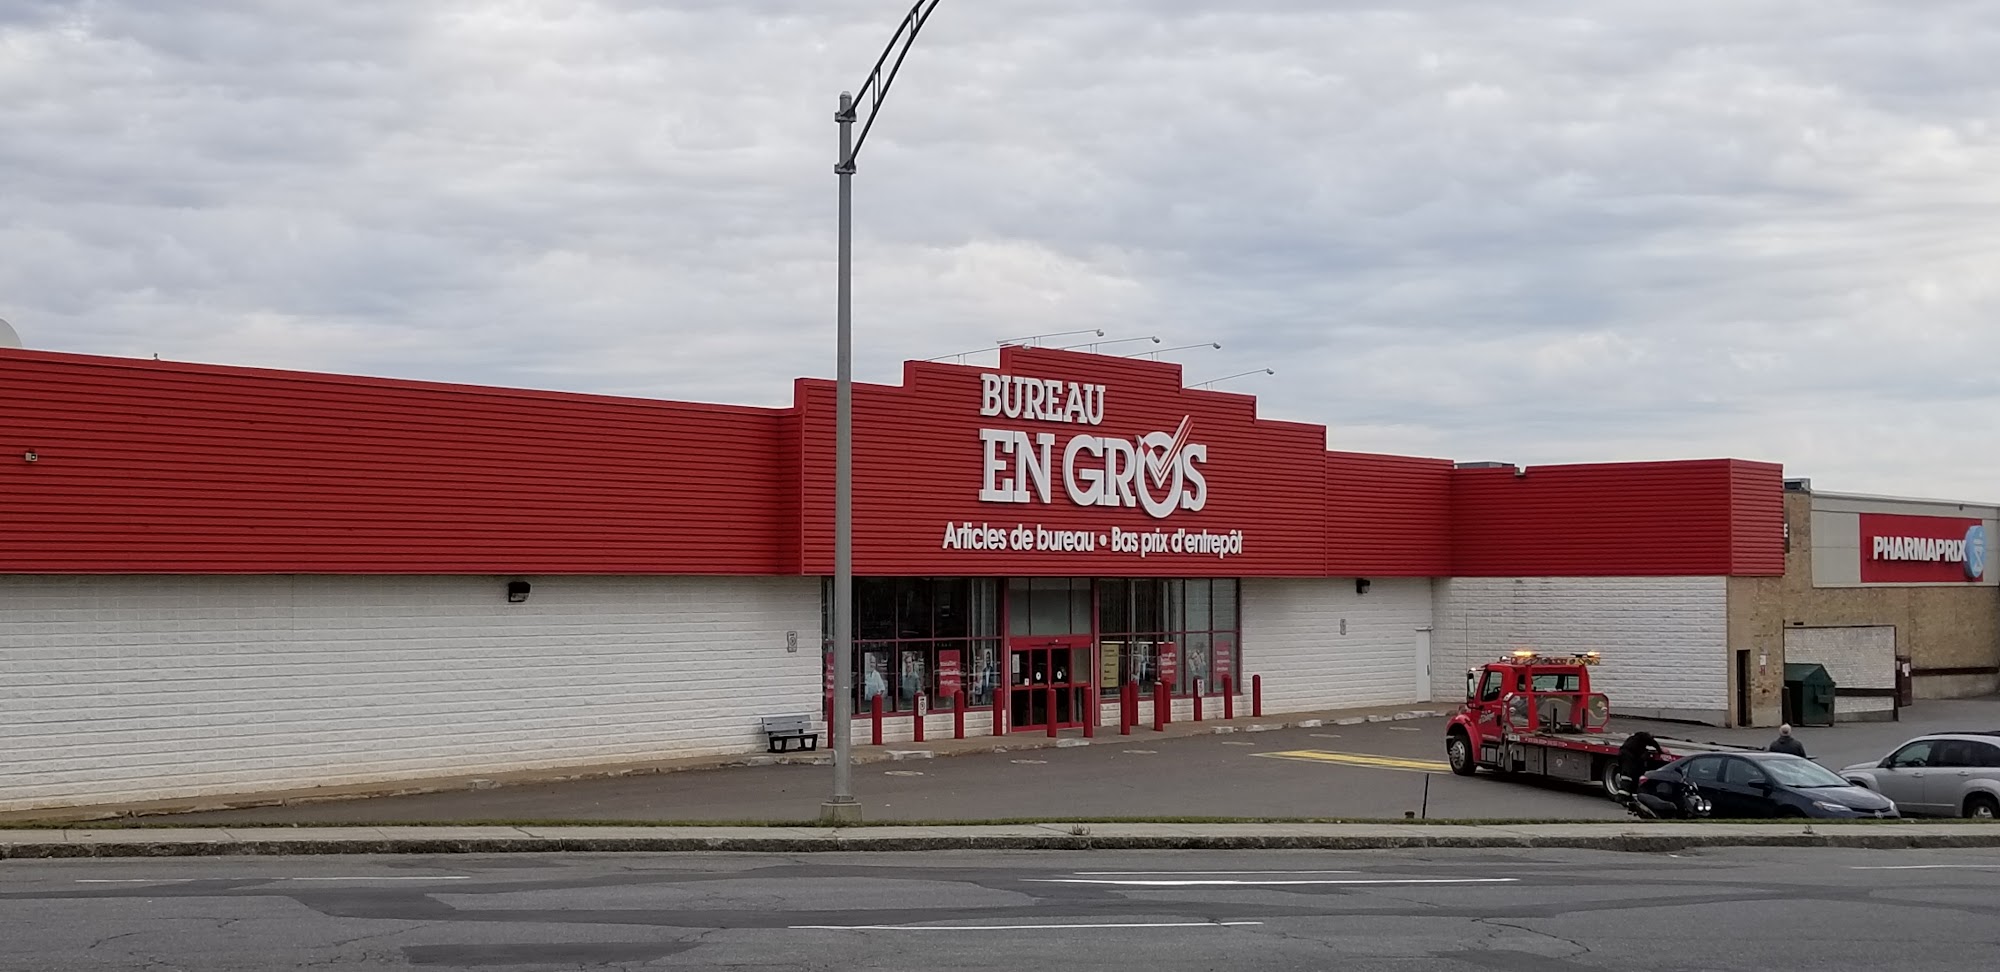 BUREAU
EN GROS
Articles de bureau • Bas prix d'entrepôt
PHARMAPRIX